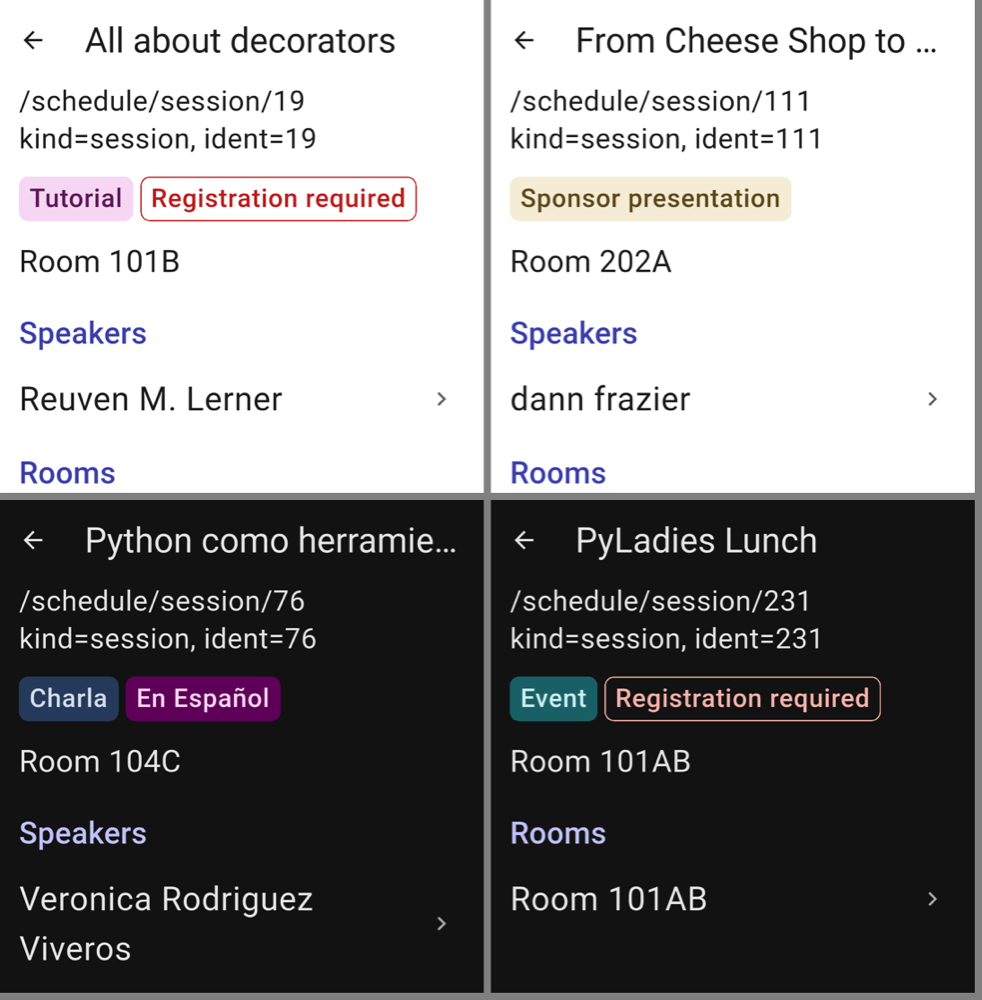 All about decorators
/schedule/session/19
kind=session, ident=19
Tutorial Registration required
Room 101B
Speakers
Reuven M. Lerner
Rooms
From Cheese Shop to ...
/schedule/session/111
kind=session, ident=111
Sponsor presentation
Room 202A
Speakers
dann frazier
Rooms
Python como herramie...
/schedule/session/76
kind=session, ident=76
Charla En Español
Room 104C
Speakers
Veronica Rodriguez
Viveros
PyLadies Lunch
/schedule/session/231
kind=session, ident=231
Event Registration required
Room 101AB
Rooms
Room 101AB